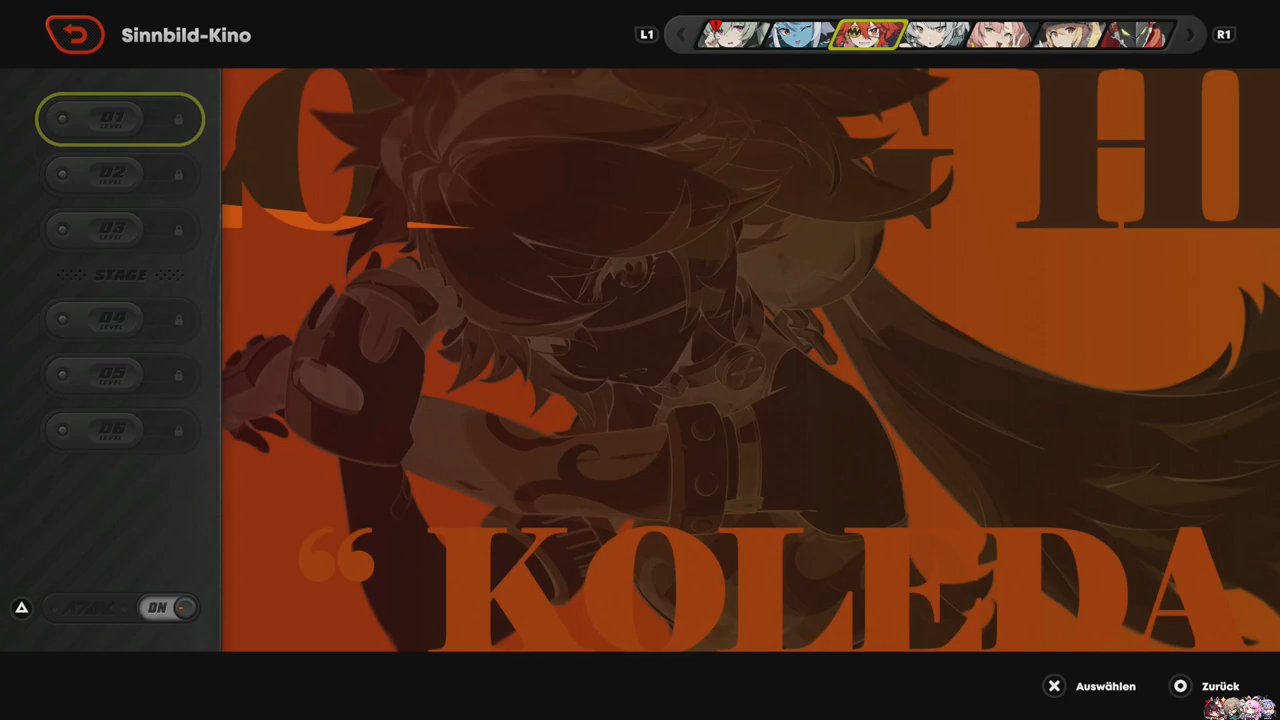 Sinnbild-Kino
L1
R1
01
LEVEL
02
LEVEL
03
LEVEL
STAGE
04
LEVEL
05
LEVEL
06
LEVEL
ON
“KOLEDA
Auswählen
Zurück